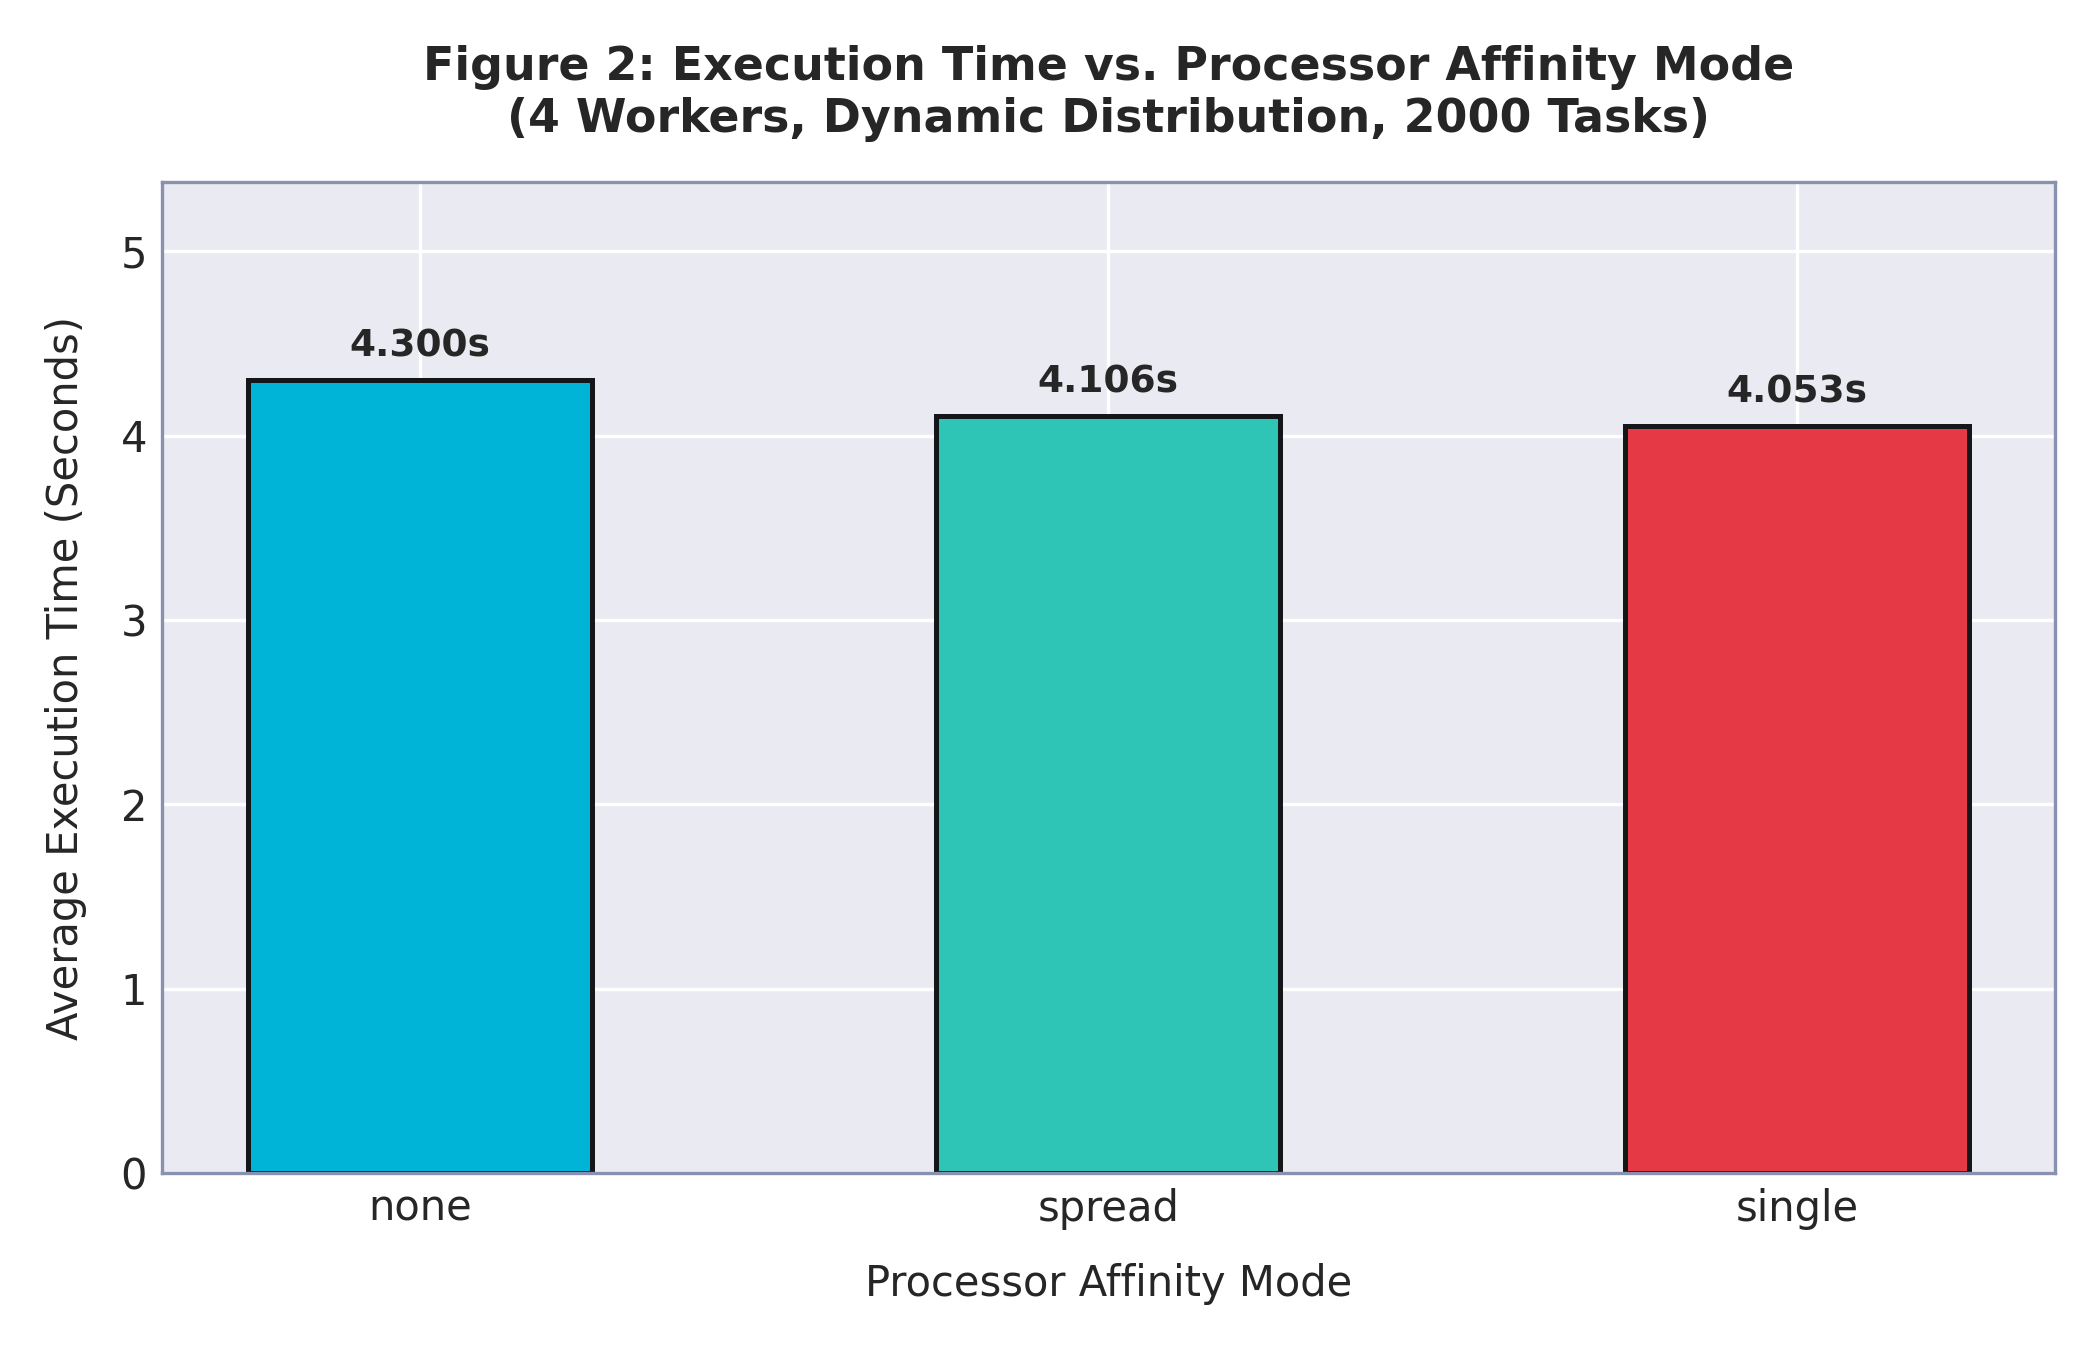 Figure 2: Execution Time vs. Processor Affinity Mode
(4 Workers, Dynamic Distribution, 2000 Tasks)
Average Execution Time (Seconds)
5
4
3
2
1
0
4.300s
4.106s
4.053s
none
spread
single
Processor Affinity Mode